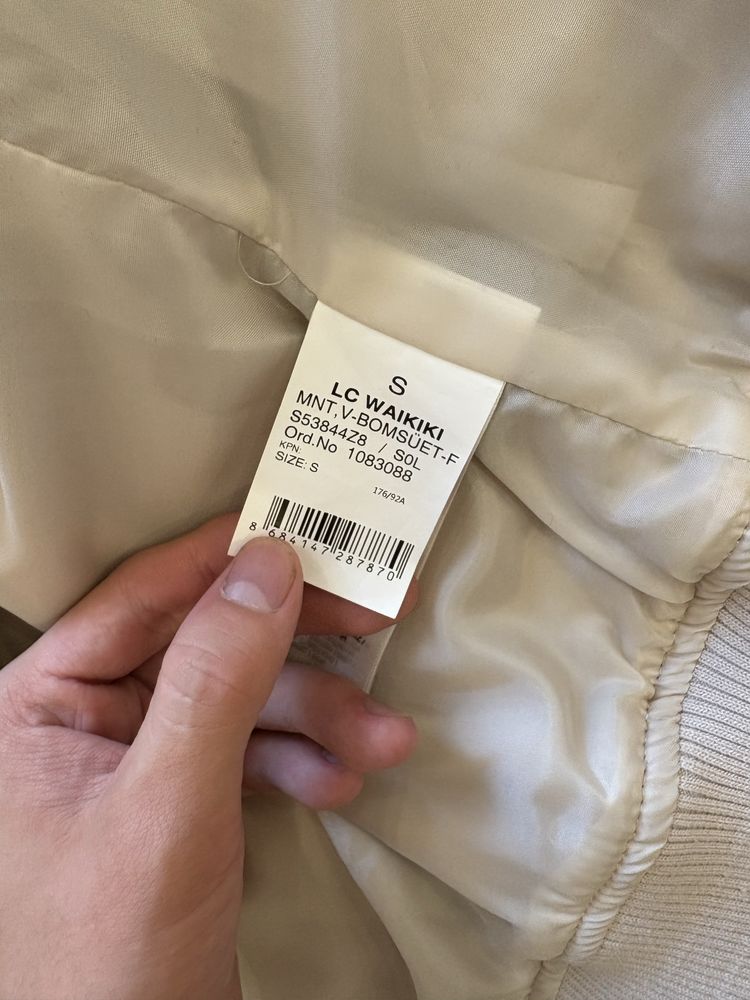 S
LC WAIKIKI
MNT,V-BOMSÜET-F
S53844Z8 / S0L
Ord.No 1083088
KPN:
SIZE: S
176/92A
8 684147 287870